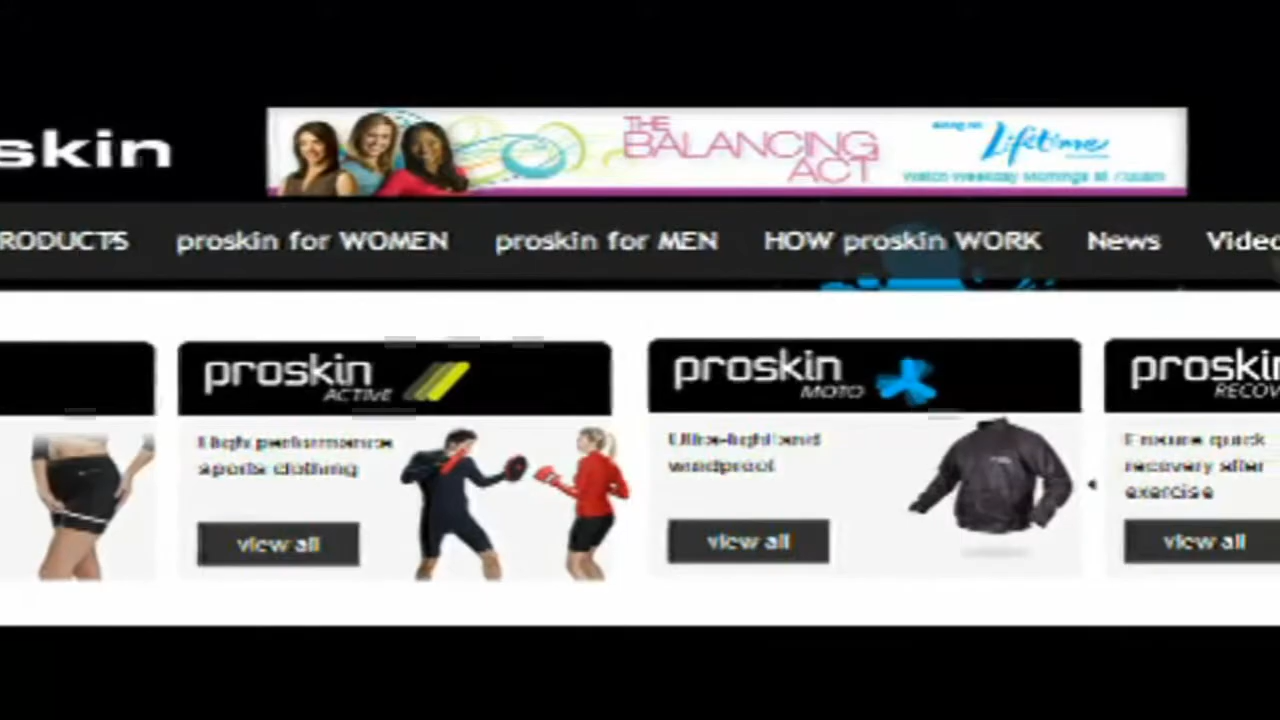 skin
THE
BALANCING
ACT
Lifetime
RODUCTS
proskin for WOMEN
proskin for MEN
HOW proskin WORK
News
Video
proskin
ACTIVE
High performance
sports clothing
view all
proskin
MOTO
Ultra-light and
windproof
view all
proskin
RECOV
Ensure quick
recovery after
exercise
view all